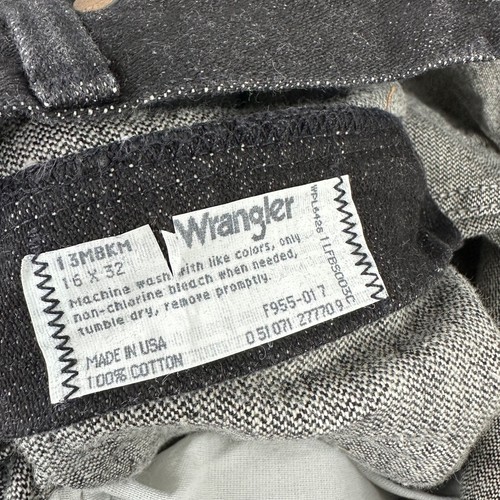 Wrangler
13MBKM
16 X 32
Machine wash with like colors, only
non-chlorine bleach when needed,
tumble dry, remove promptly.
F955-017
MADE IN USA
0 51071 27770 9
100% COTTON